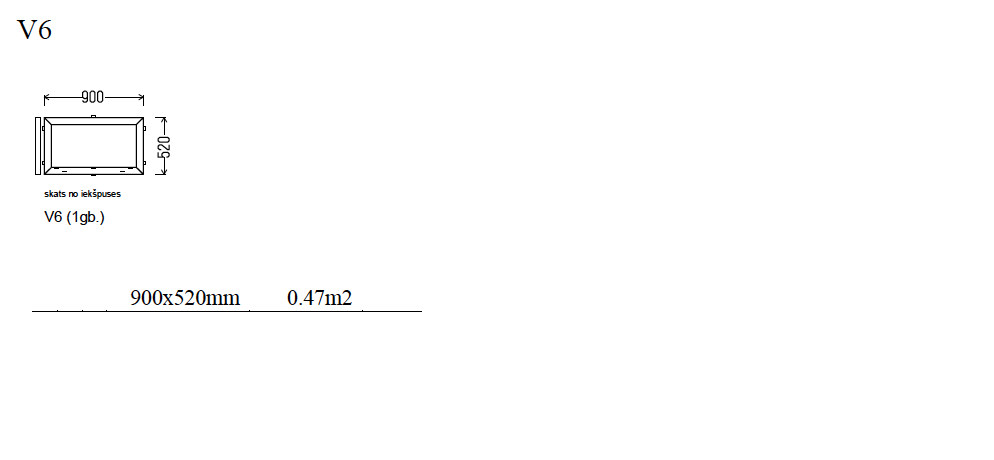 V6
900
520
skats no iekšpuses
V6 (1gb.)
900x520mm 0.47m2